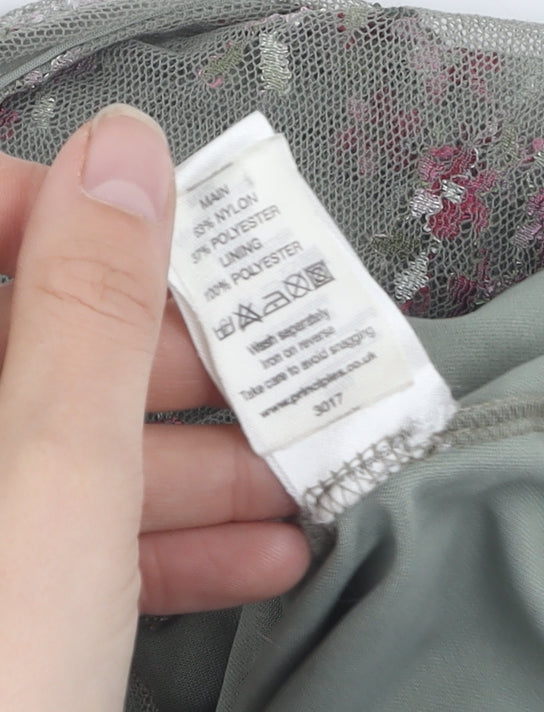 MAIN
63% NYLON
37% POLYESTER
LINING
100% POLYESTER
Wash seperately
Iron on reverse
Take care to avoid snagging
www.principles.co.uk
3017